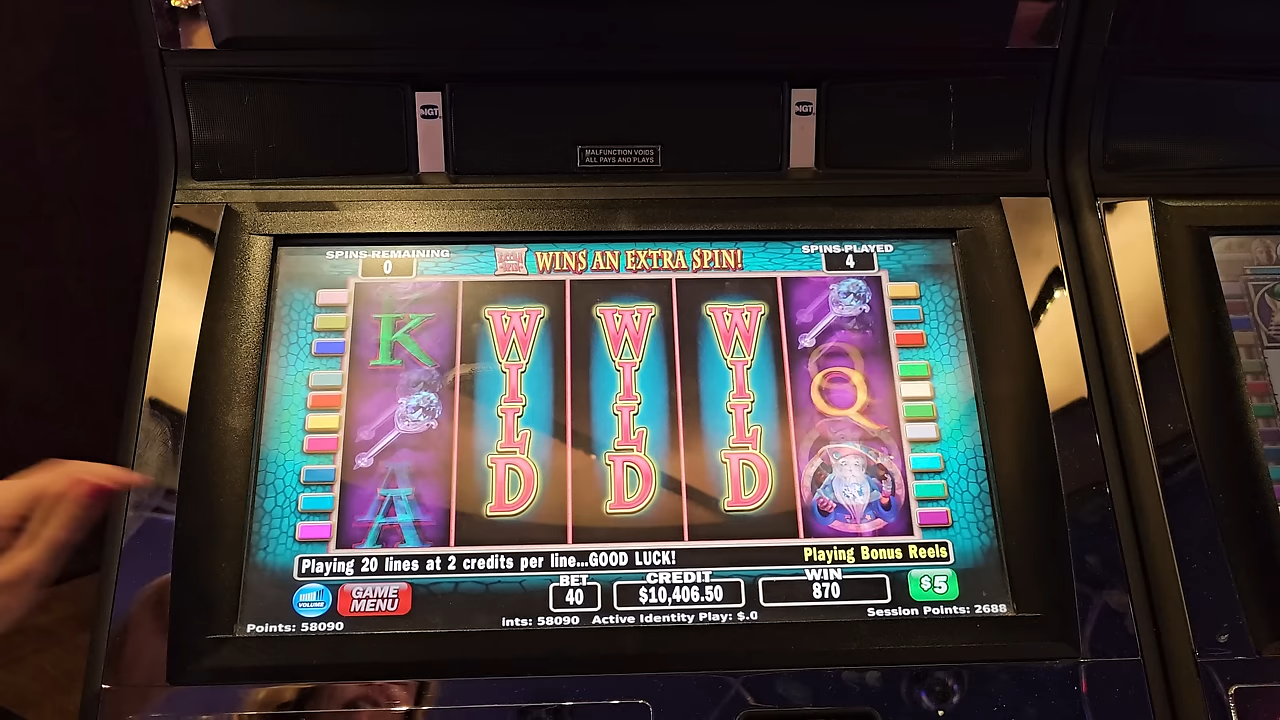 IGT
IGT
MALFUNCTION VOIDS
ALL PAYS AND PLAYS
SPINS REMAINING
0
EXTRA
SPIN
WINS AN EXTRA SPIN!
SPINS PLAYED
4
K
A
WILD
WILD
WILD
Q
Playing 20 lines at 2 credits per line...GOOD LUCK!
Playing Bonus Reels
VOLUME
GAME
MENU
BET
40
CREDIT
$10,406.50
WIN
870
$5
Points: 58090
ints: 58090
Active Identity Play: $.0
Session Points: 2688